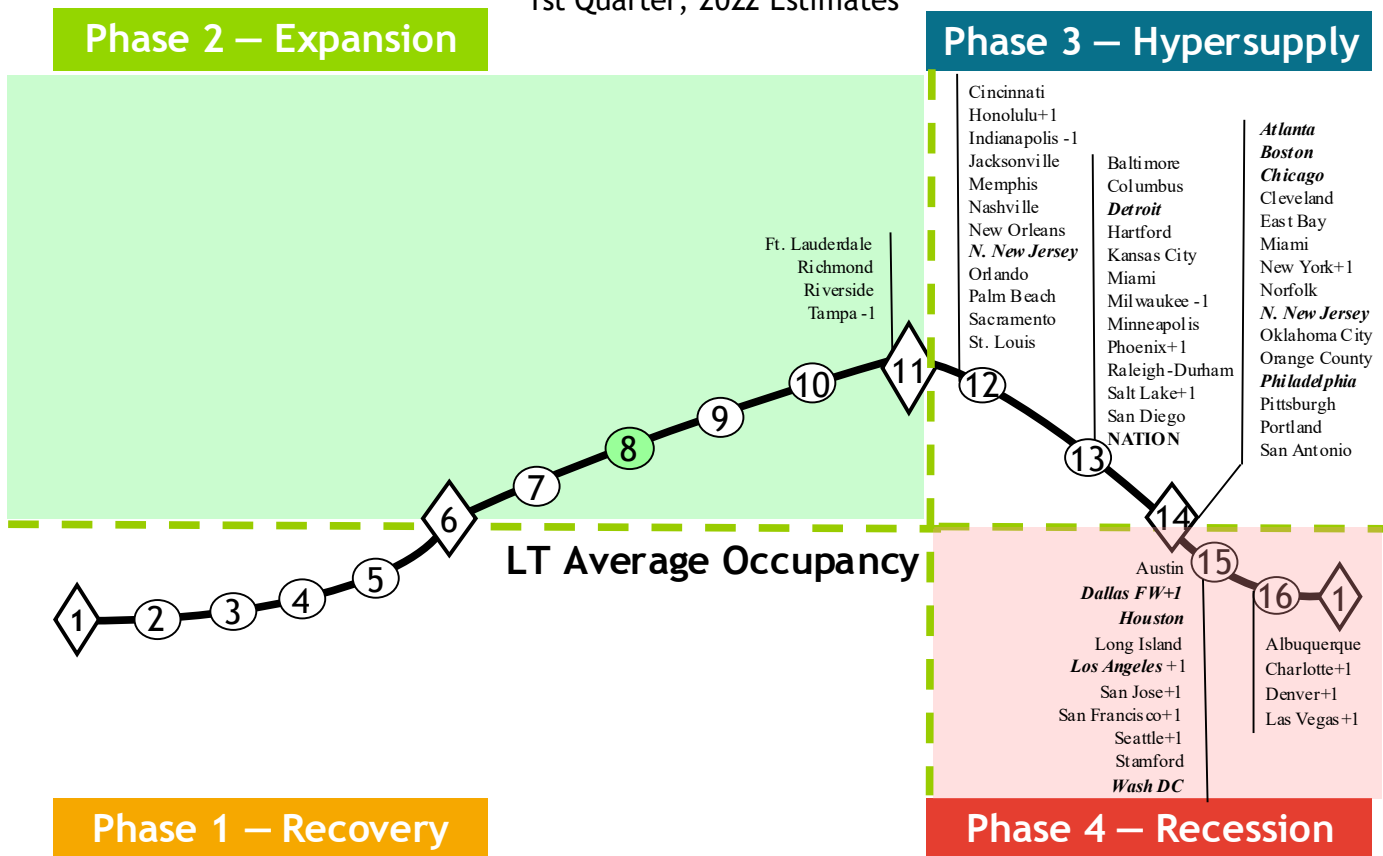 1st Quarter, 2022 Estimates
Phase 2 — Expansion
Phase 3 — Hypersupply
Cincinnati
Honolulu+1
Indianapolis -1
Jacksonville
Memphis
Nashville
New Orleans
N. New Jersey
Orlando
Palm Beach
Sacramento
St. Louis
Baltimore
Columbus
Detroit
Hartford
Kansas City
Miami
Milwaukee -1
Minneapolis
Phoenix+1
Raleigh-Durham
Salt Lake+1
San Diego
NATION
Atlanta
Boston
Chicago
Cleveland
East Bay
Miami
New York+1
Norfolk
N. New Jersey
Oklahoma City
Orange County
Philadelphia
Pittsburgh
Portland
San Antonio
Ft. Lauderdale
Richmond
Riverside
Tampa -1
1
2
3
4
5
6
7
8
9
10
11
12
13
14
15
16
1
LT Average Occupancy
Austin
Dallas FW+1
Houston
Long Island
Los Angeles +1
San Jose+1
San Francisco+1
Seattle+1
Stamford
Wash DC
Albuquerque
Charlotte+1
Denver+1
Las Vegas+1
Phase 1 — Recovery
Phase 4 — Recession